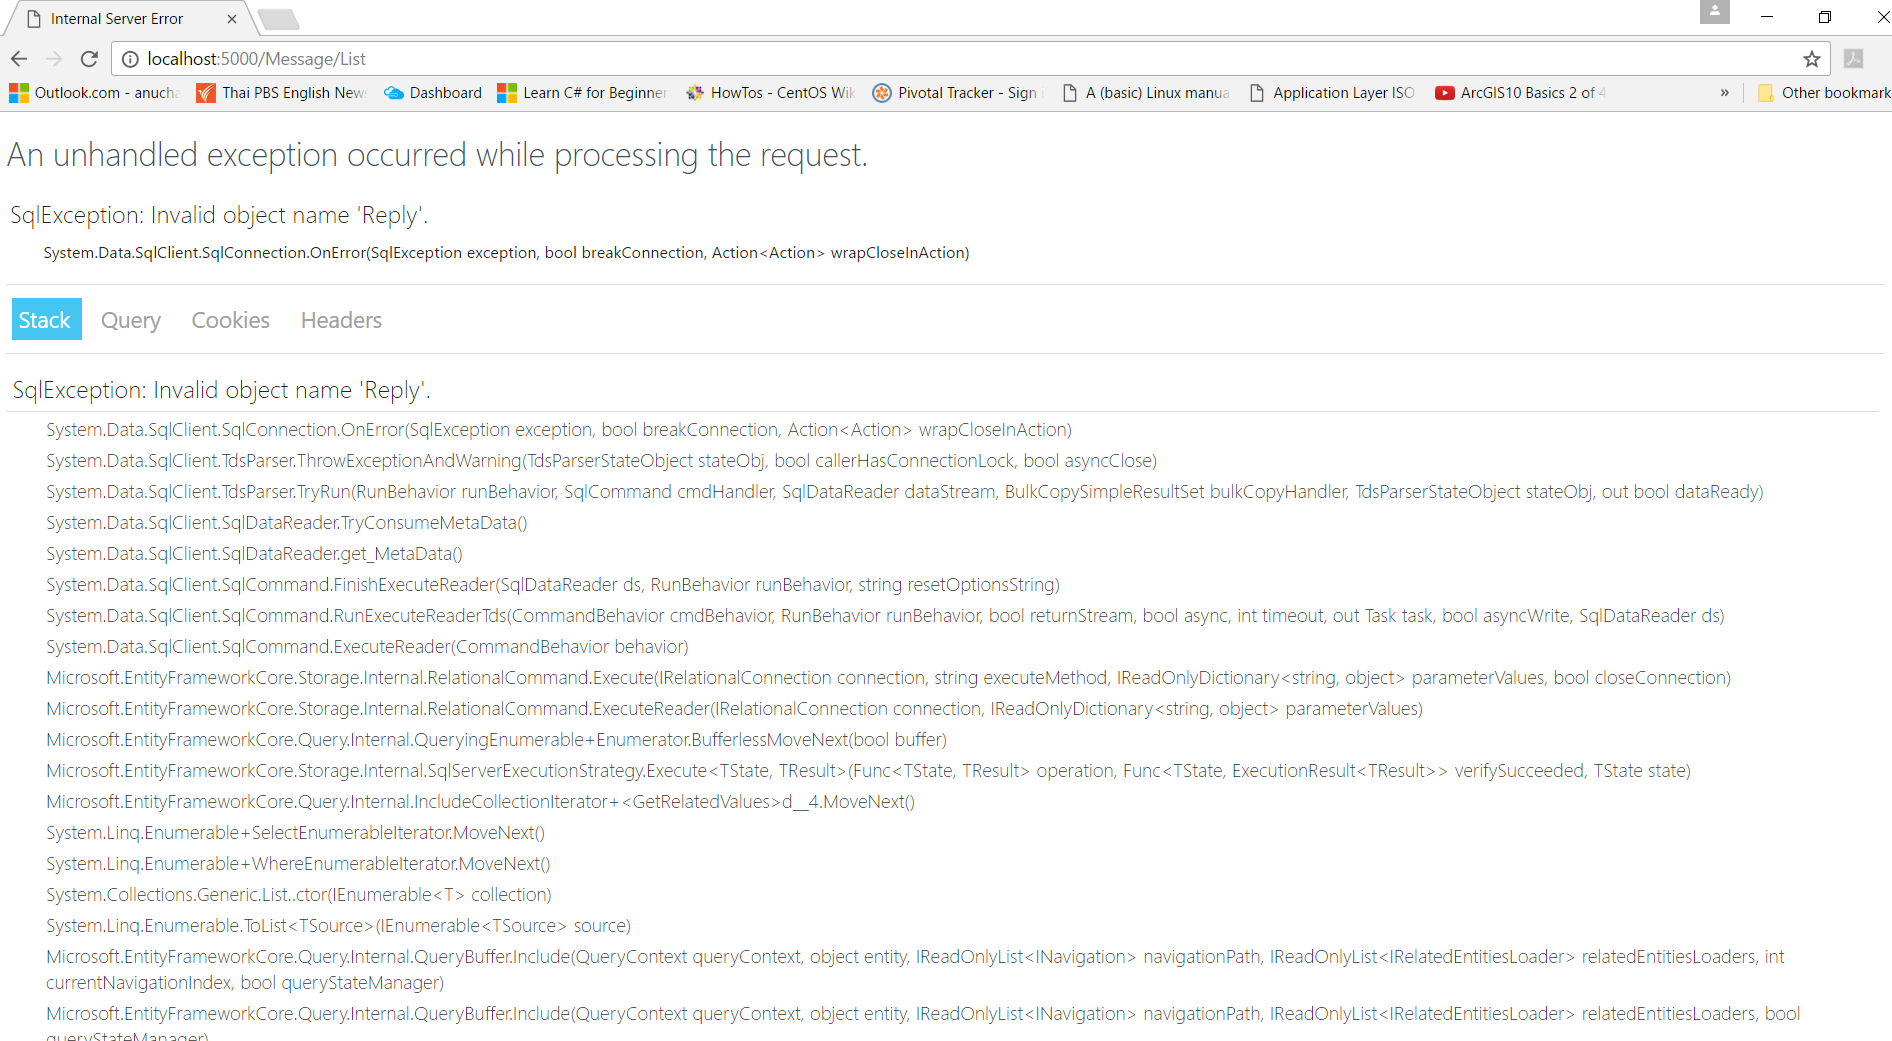 Internal Server Error
localhost:5000/Message/List
Outlook.com - anucha Thai PBS English New Dashboard Learn C# for Beginner HowTos - CentOS Wik Pivotal Tracker - Sign A (basic) Linux manua Application Layer ISO ArcGIS10 Basics 2 of 4 » Other bookmark
An unhandled exception occurred while processing the request.
SqlException: Invalid object name 'Reply'.
System.Data.SqlClient.SqlConnection.OnError(SqlException exception, bool breakConnection, Action<Action> wrapCloseInAction)
Stack Query Cookies Headers
SqlException: Invalid object name 'Reply'.
System.Data.SqlClient.SqlConnection.OnError(SqlException exception, bool breakConnection, Action<Action> wrapCloseInAction)
System.Data.SqlClient.TdsParser.ThrowExceptionAndWarning(TdsParserStateObject stateObj, bool callerHasConnectionLock, bool asyncClose)
System.Data.SqlClient.TdsParser.TryRun(RunBehavior runBehavior, SqlCommand cmdHandler, SqlDataReader dataStream, BulkCopySimpleResultSet bulkCopyHandler, TdsParserStateObject stateObj, out bool dataReady)
System.Data.SqlClient.SqlDataReader.TryConsumeMetaData()
System.Data.SqlClient.SqlDataReader.get_MetaData()
System.Data.SqlClient.SqlCommand.FinishExecuteReader(SqlDataReader ds, RunBehavior runBehavior, string resetOptionsString)
System.Data.SqlClient.SqlCommand.RunExecuteReaderTds(CommandBehavior cmdBehavior, RunBehavior runBehavior, bool returnStream, bool async, int timeout, out Task task, bool asyncWrite, SqlDataReader ds)
System.Data.SqlClient.SqlCommand.ExecuteReader(CommandBehavior behavior)
Microsoft.EntityFrameworkCore.Storage.Internal.RelationalCommand.Execute(IRelationalConnection connection, string executeMethod, IReadOnlyDictionary<string, object> parameterValues, bool closeConnection)
Microsoft.EntityFrameworkCore.Storage.Internal.RelationalCommand.ExecuteReader(IRelationalConnection connection, IReadOnlyDictionary<string, object> parameterValues)
Microsoft.EntityFrameworkCore.Query.Internal.QueryingEnumerable+Enumerator.BufferlessMoveNext(bool buffer)
Microsoft.EntityFrameworkCore.Storage.Internal.SqlServerExecutionStrategy.Execute<TState, TResult>(Func<TState, TResult> operation, Func<TState, ExecutionResult<TResult>> verifySucceeded, TState state)
Microsoft.EntityFrameworkCore.Query.Internal.IncludeCollectionIterator+<GetRelatedValues>d__4.MoveNext()
System.Linq.Enumerable+SelectEnumerableIterator.MoveNext()
System.Linq.Enumerable+WhereEnumerableIterator.MoveNext()
System.Collections.Generic.List..ctor(IEnumerable<T> collection)
System.Linq.Enumerable.ToList<TSource>(IEnumerable<TSource> source)
Microsoft.EntityFrameworkCore.Query.Internal.QueryBuffer.Include(QueryContext queryContext, object entity, IReadOnlyList<INavigation> navigationPath, IReadOnlyList<IRelatedEntitiesLoader> relatedEntitiesLoaders, int
currentNavigationIndex, bool queryStateManager)
Microsoft.EntityFrameworkCore.Query.Internal.QueryBuffer.Include(QueryContext queryContext, object entity, IReadOnlyList<INavigation> navigationPath, IReadOnlyList<IRelatedEntitiesLoader> relatedEntitiesLoaders, bool
queryStateManager)